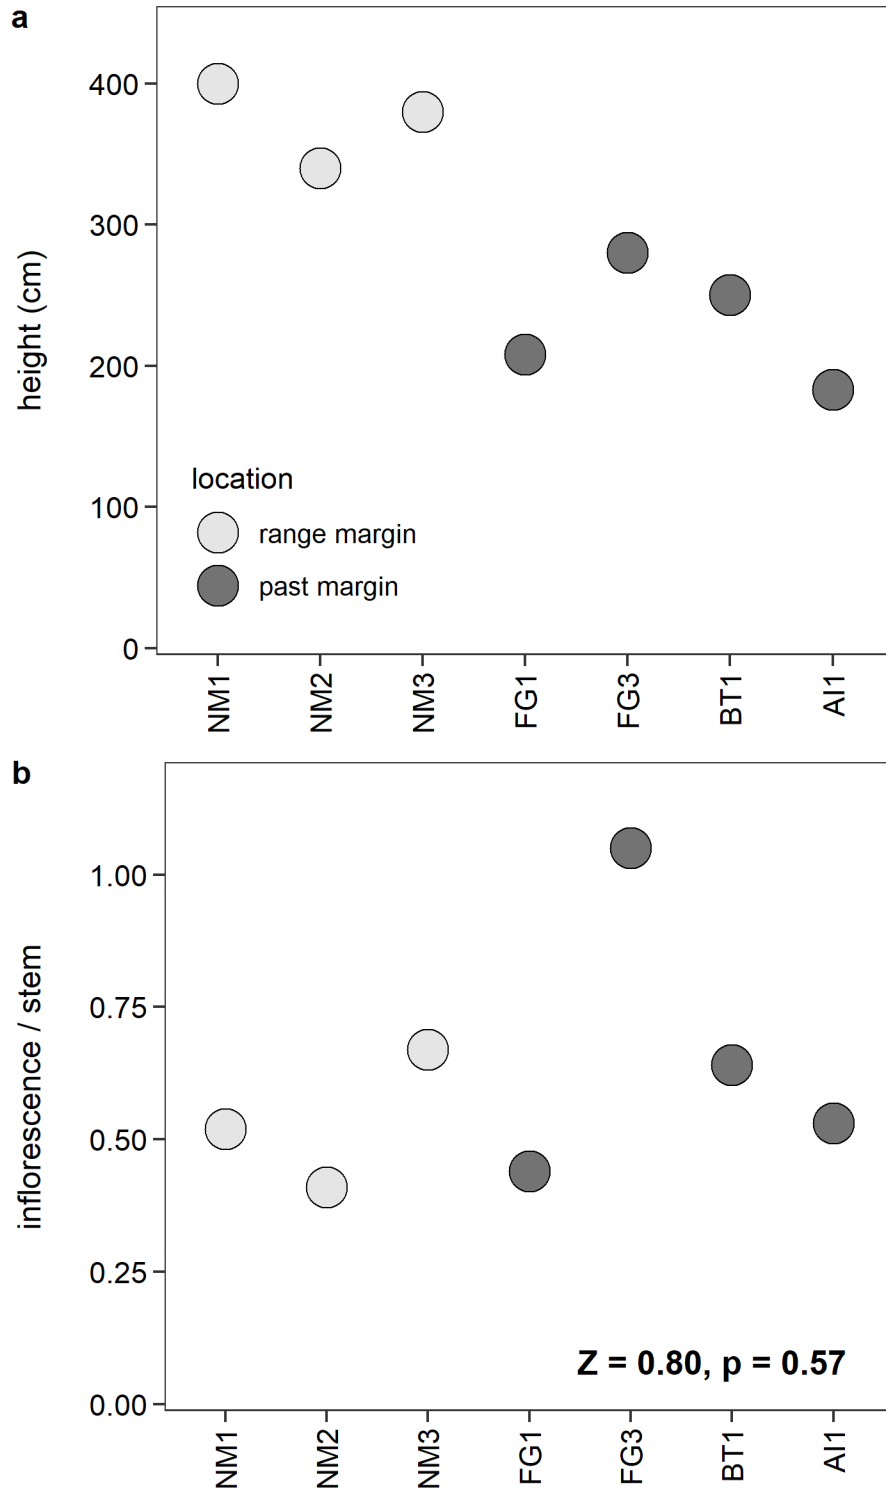 a
height (cm)
400
300
200
100
0
location
range margin
past margin
NM1
NM2
NM3
FG1
FG3
BT1
AI1
b
inflorescence / stem
1.00
0.75
0.50
0.25
0.00
Z = 0.80, p = 0.57
NM1
NM2
NM3
FG1
FG3
BT1
AI1